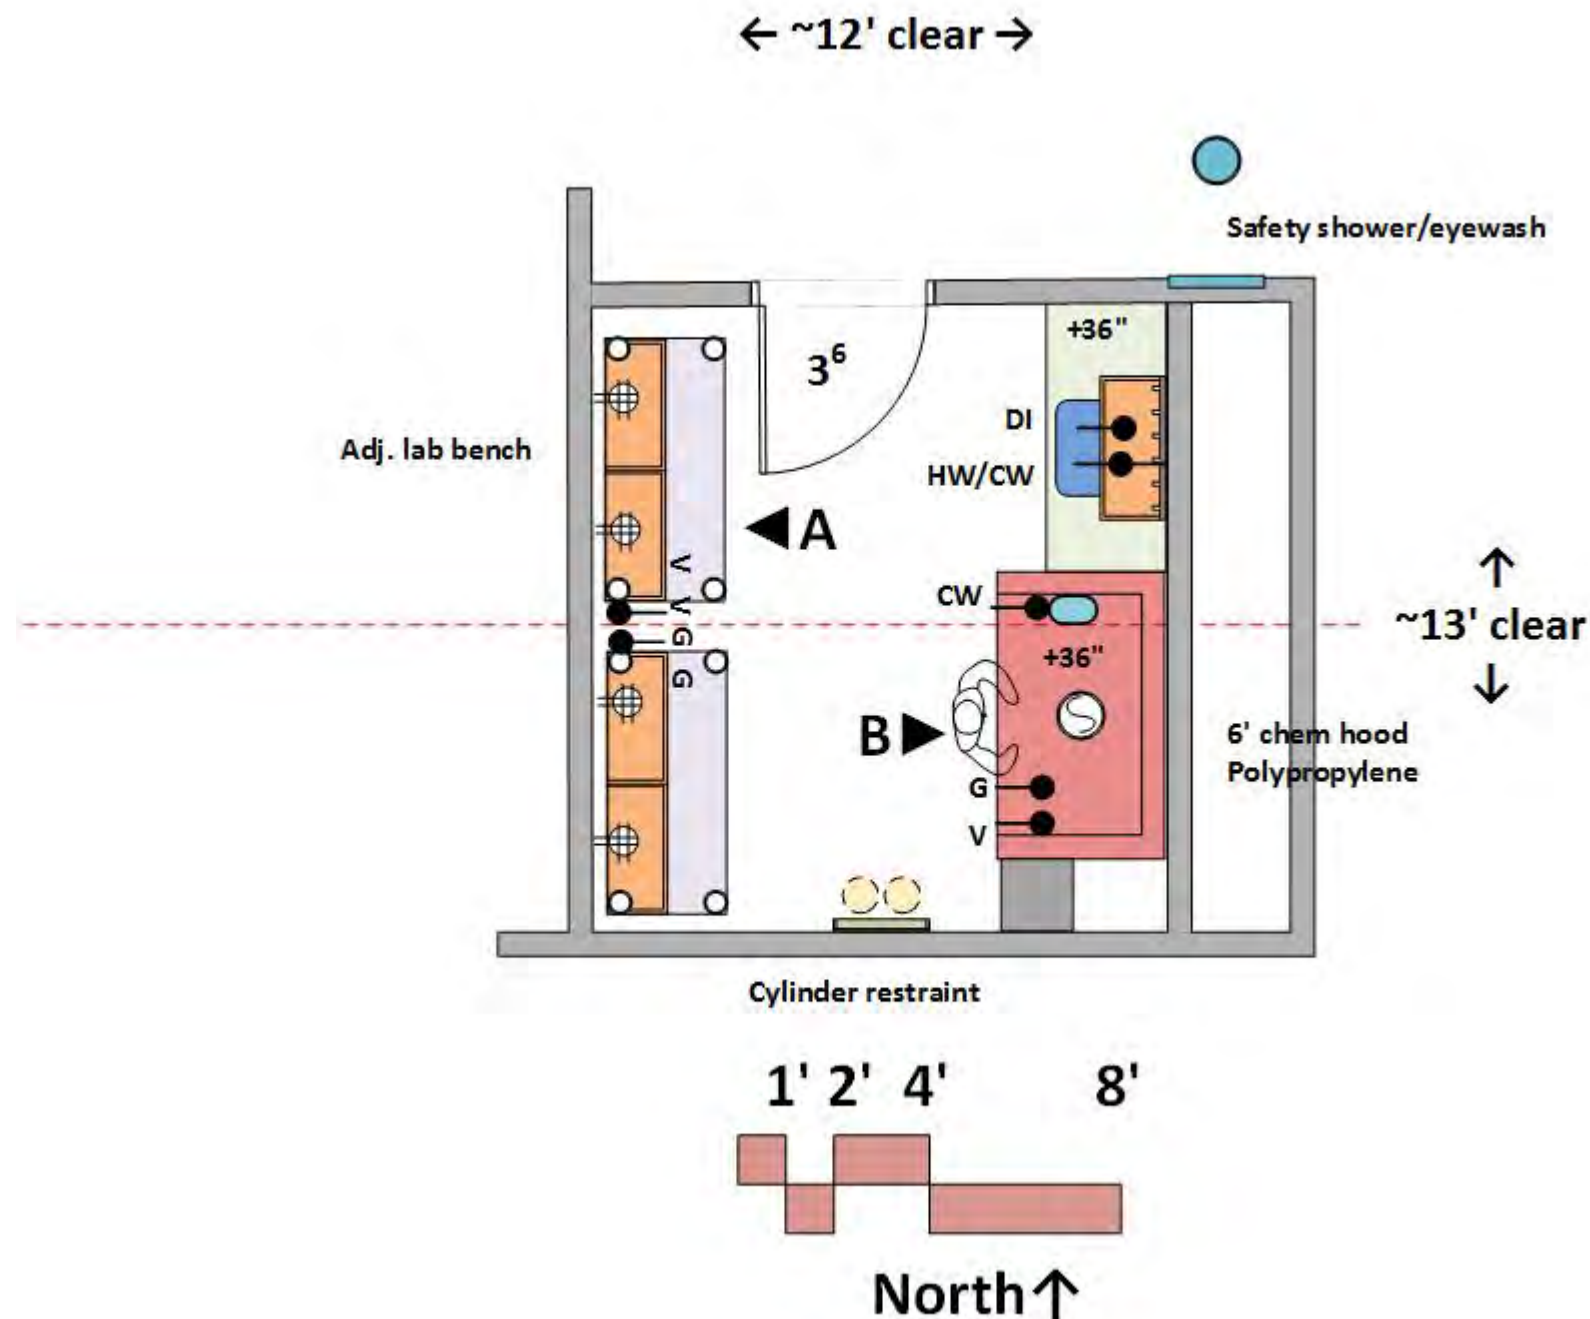 ← ~12' clear →
Safety shower/eyewash
+36"
3⁶
DI
Adj. lab bench
HW/CW
A
V
V
CW
↑
~13' clear
↓
G
G
+36"
B
6' chem hood
Polypropylene
G
V
Cylinder restraint
1' 2' 4' 8'
North↑